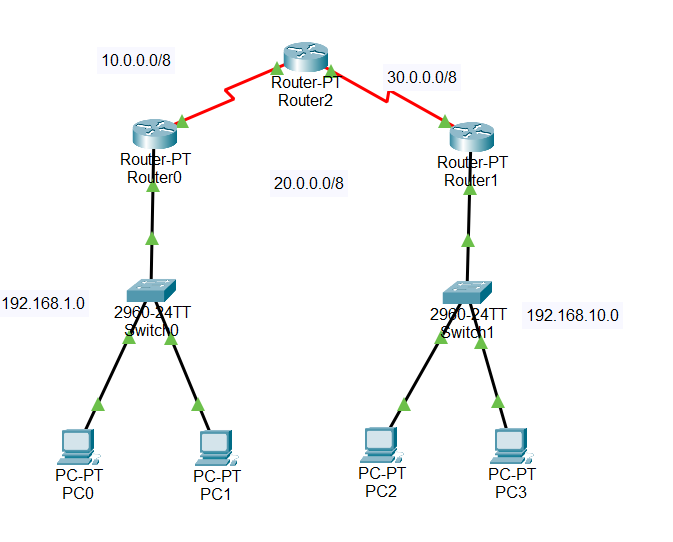 10.0.0.0/8
Router-PT
Router2
30.0.0.0/8
Router-PT
Router0
Router-PT
Router1
20.0.0.0/8
192.168.1.0
2960-24TT
Switch0
2960-24TT
Switch1
192.168.10.0
PC-PT
PC0
PC-PT
PC1
PC-PT
PC2
PC-PT
PC3